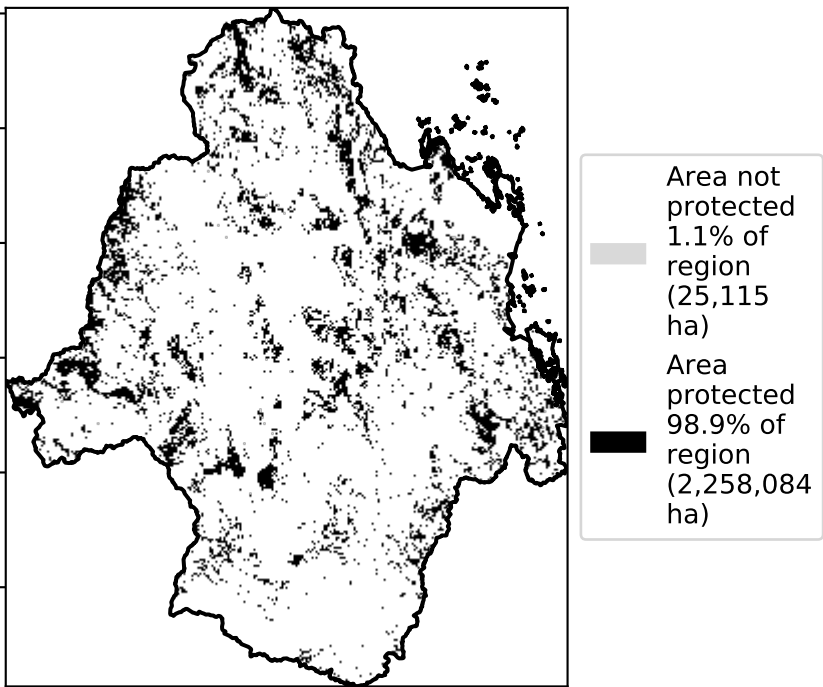 Area not
protected
1.1% of
region
(25,115
ha)
Area
protected
98.9% of
region
(2,258,084
ha)